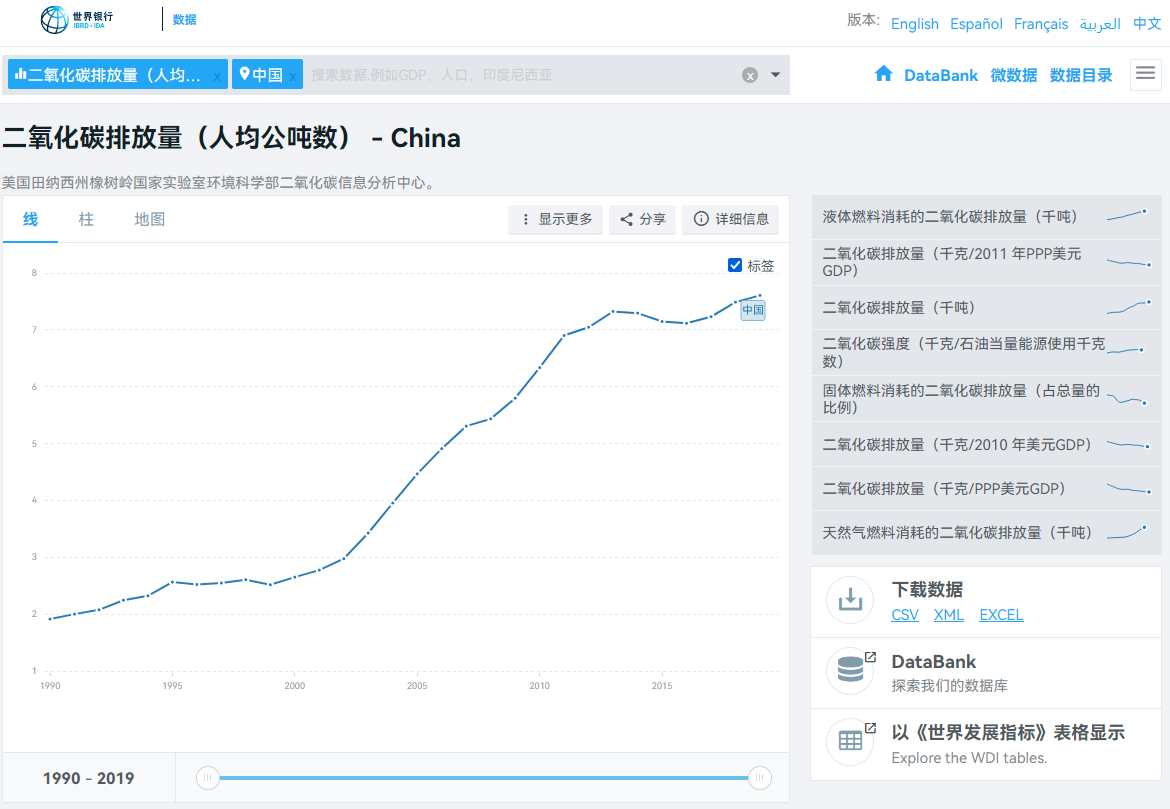 世界银行
IBRD • IDA
数据
版本:
English Español Français العربية 中文
二氧化碳排放量（人均... x
中国 x
搜索数据.例如GDP，人口，印度尼西亚
x
DataBank 微数据 数据目录
二氧化碳排放量（人均公吨数） – China
美国田纳西州橡树岭国家实验室环境科学部二氧化碳信息分析中心。
线 柱 地图
显示更多 分享 详细信息
标签
8
7
6
5
4
3
2
1
中国
1990 1995 2000 2005 2010 2015
1990 – 2019
液体燃料消耗的二氧化碳排放量（千吨）
二氧化碳排放量（千克/2011 年PPP美元
GDP）
二氧化碳排放量（千吨）
二氧化碳强度（千克/石油当量能源使用千克
数）
固体燃料消耗的二氧化碳排放量（占总量的
比例）
二氧化碳排放量（千克/2010 年美元GDP）
二氧化碳排放量（千克/PPP美元GDP）
天然气燃料消耗的二氧化碳排放量（千吨）
下载数据
CSV XML EXCEL
DataBank
探索我们的数据库
以《世界发展指标》表格显示
Explore the WDI tables.